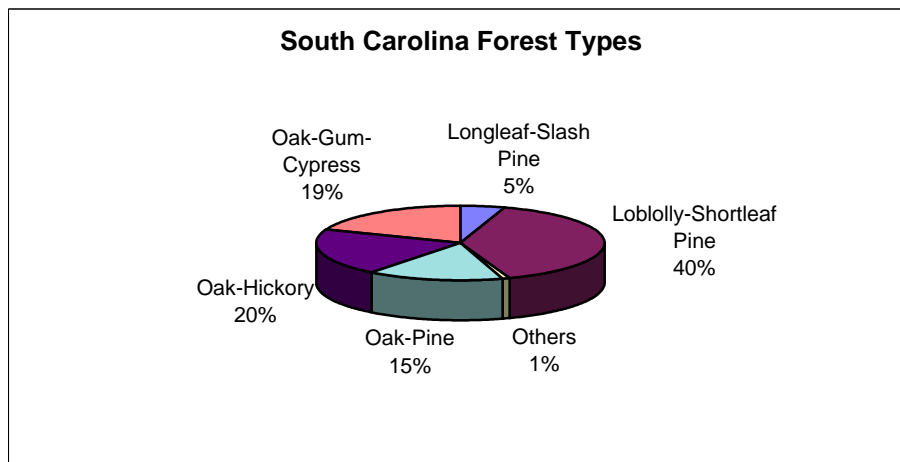 South Carolina Forest Types
Oak-Gum-
Cypress
19%
Longleaf-Slash
Pine
5%
Loblolly-Shortleaf
Pine
40%
Oak-Hickory
20%
Oak-Pine
15%
Others
1%